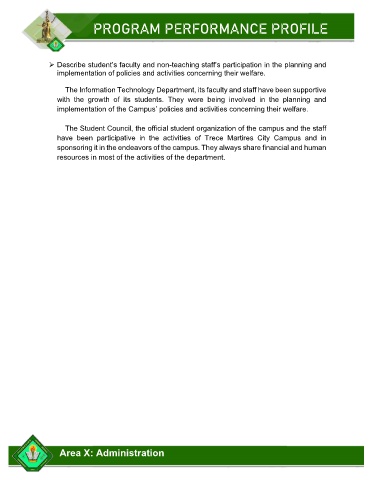 PROGRAM PERFORMANCE PROFILE
➢ Describe student's faculty and non-teaching staff's participation in the planning and
implementation of policies and activities concerning their welfare.
The Information Technology Department, its faculty and staff have been supportive
with the growth of its students. They were being involved in the planning and
implementation of the Campus' policies and activities concerning their welfare.
The Student Council, the official student organization of the campus and the staff
have been participative in the activities of Trece Martires City Campus and in
sponsoring it in the endeavors of the campus. They always share financial and human
resources in most of the activities of the department.
Area X: Administration